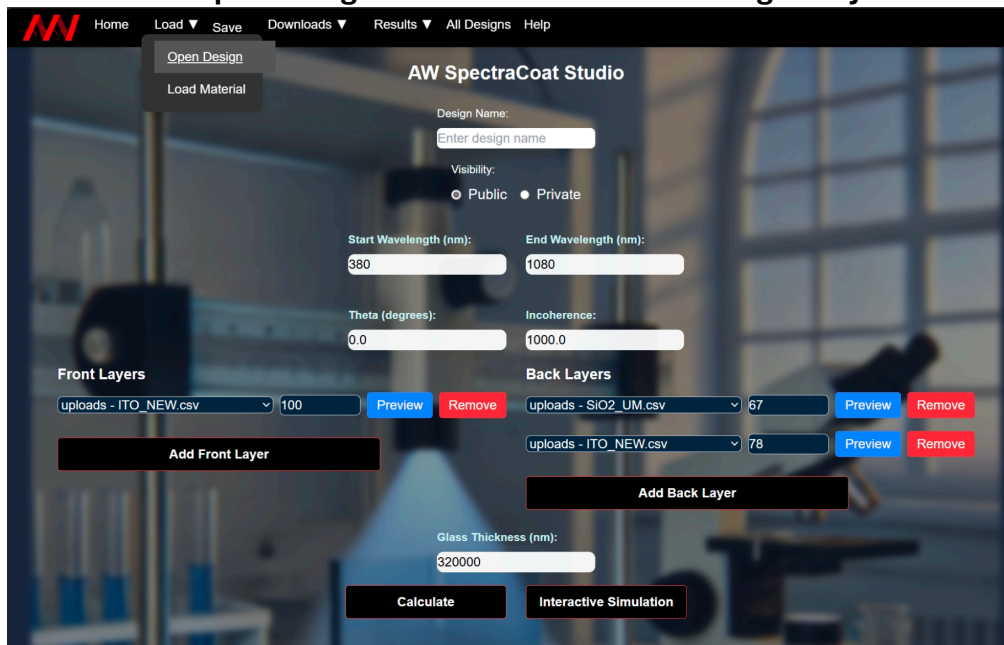 Home Load ▼ Save Downloads ▼ Results ▼ All Designs Help
Open Design
Load Material
AW SpectraCoat Studio
Design Name:
Enter design name
Visibility:
Public Private
Start Wavelength (nm): End Wavelength (nm):
380 1080
Theta (degrees): Incoherence:
0.0 1000.0
Front Layers Back Layers
uploads - ITO_NEW.csv 100 Preview Remove uploads - SiO2_UM.csv 67 Preview Remove
uploads - ITO_NEW.csv 78 Preview Remove
Add Front Layer
Add Back Layer
Glass Thickness (nm):
320000
Calculate Interactive Simulation